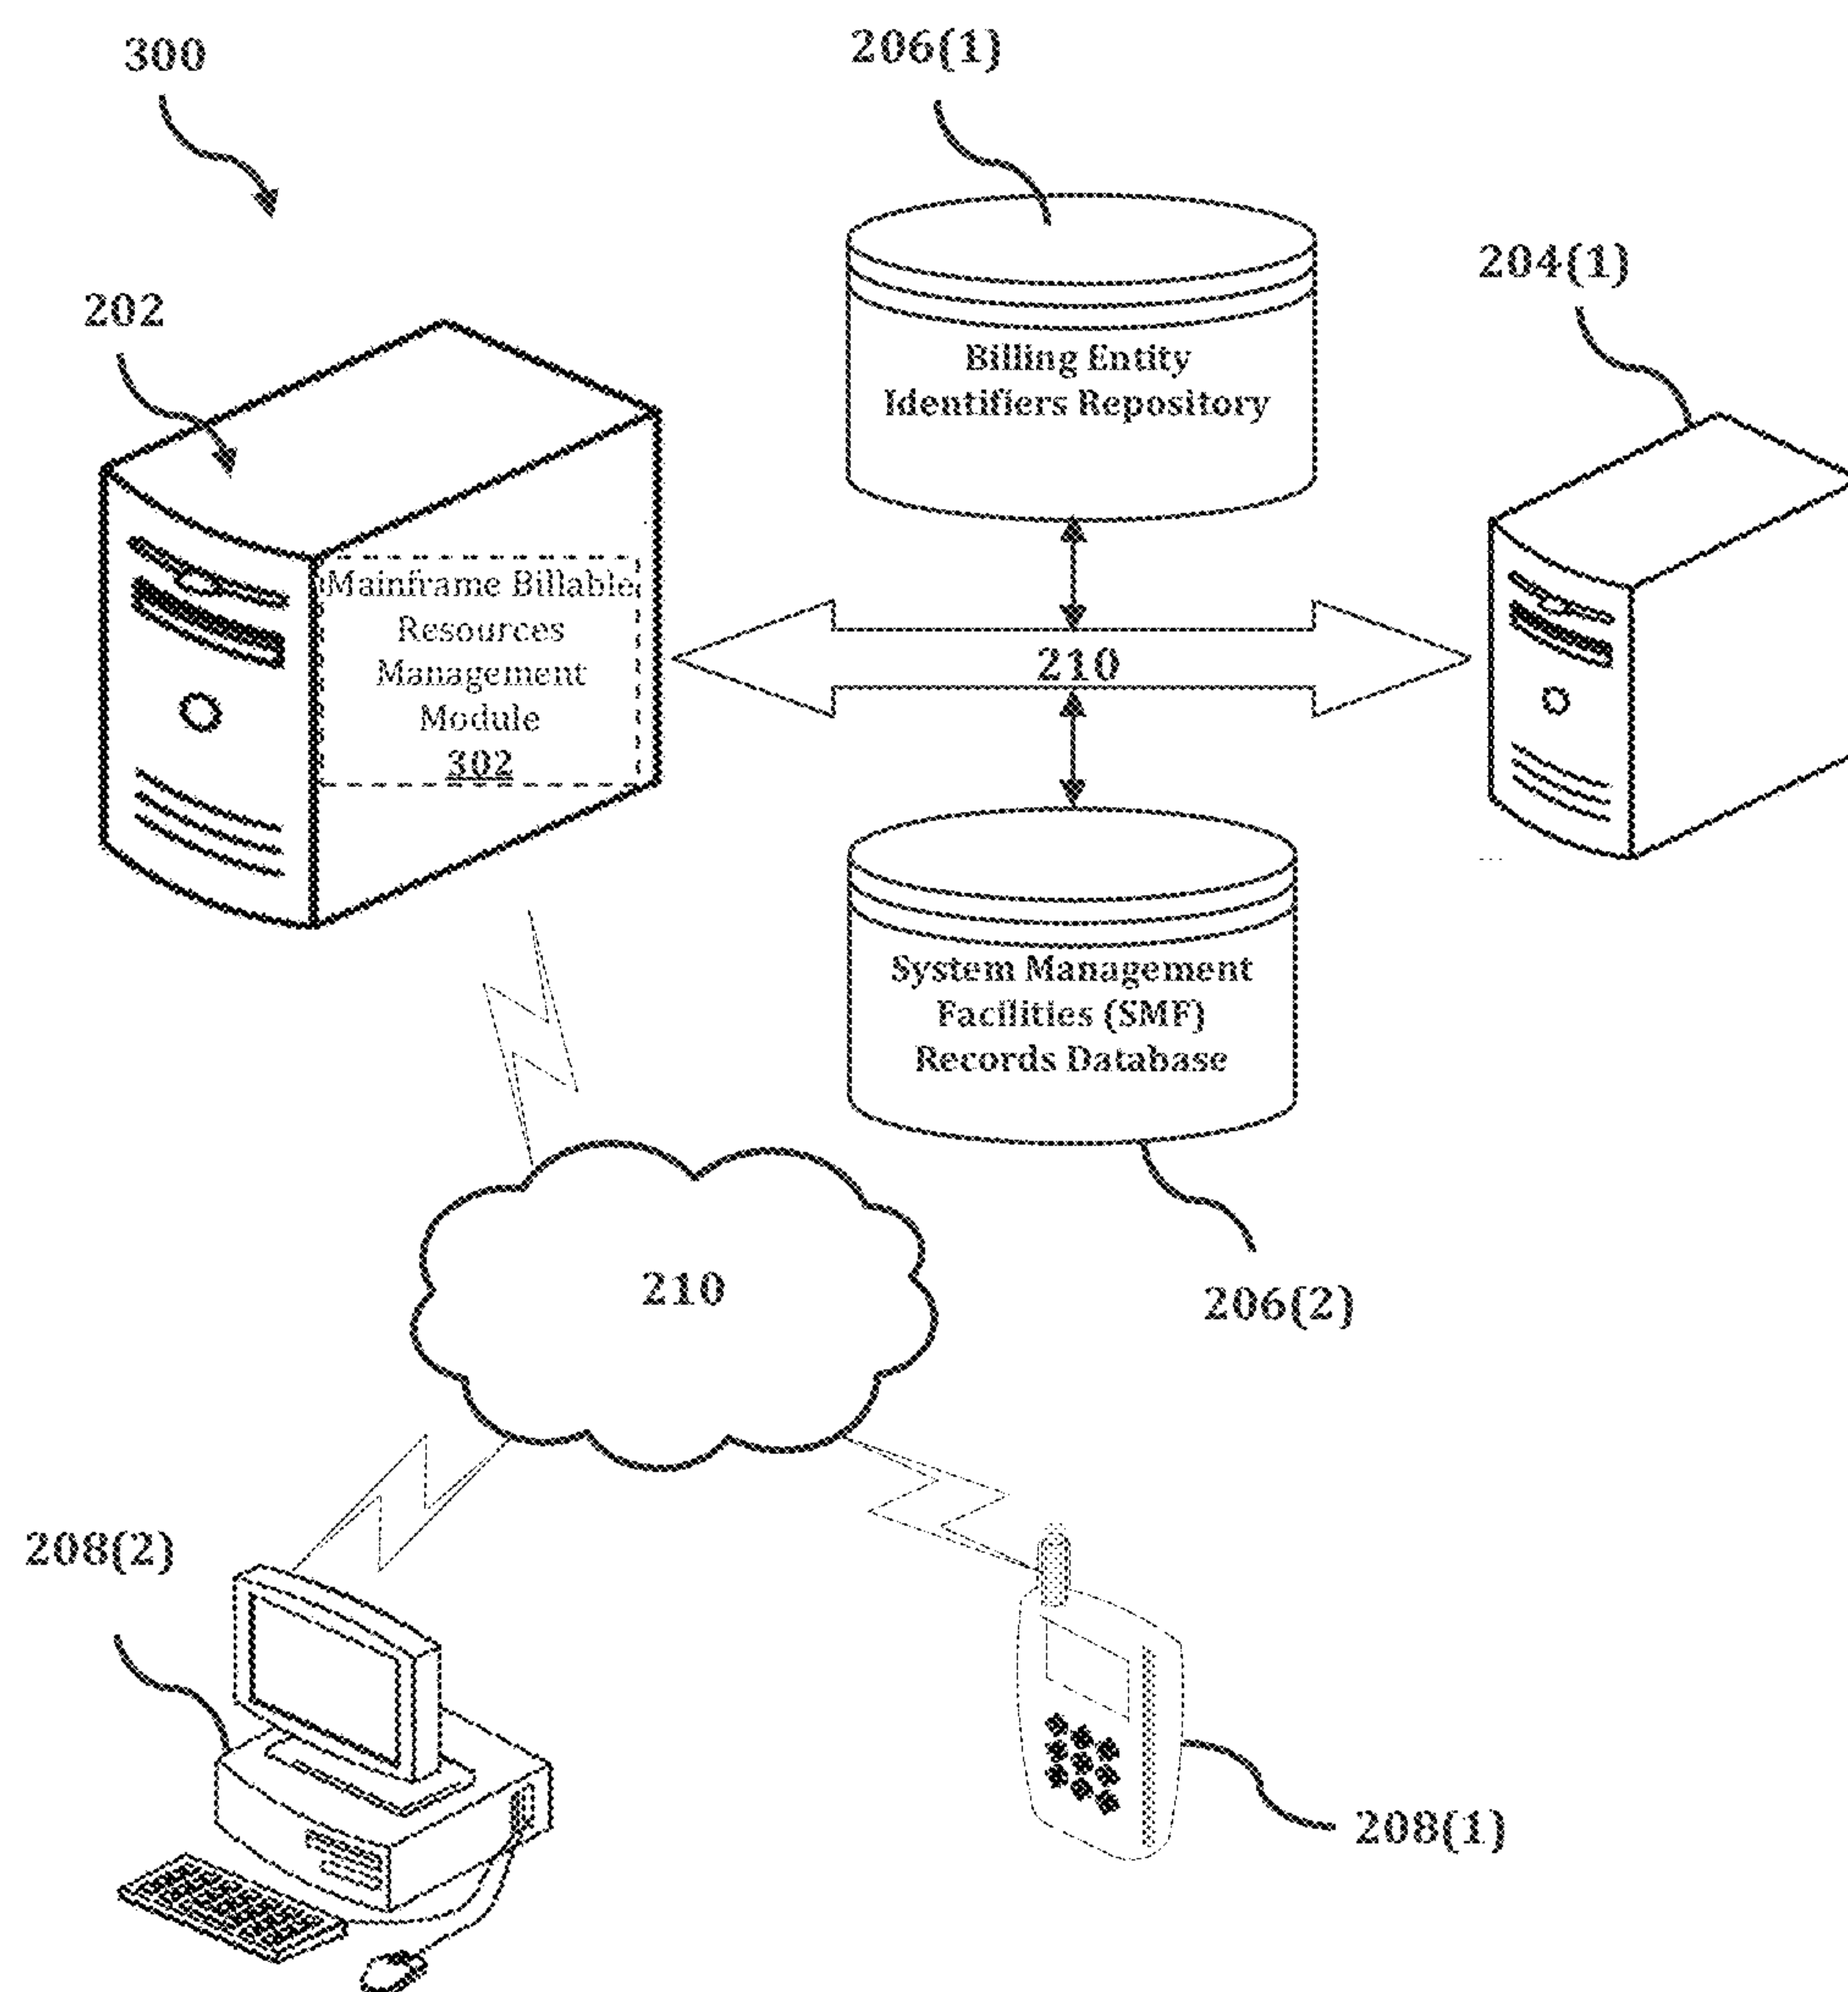 300
206(1)
204(1)
202
Billing Entity
Identifiers Repository
Mainframe Billable
Resources
Management
Module
302
210
System Management
Facilities (SMF)
Records Database
210
206(2)
208(2)
208(1)